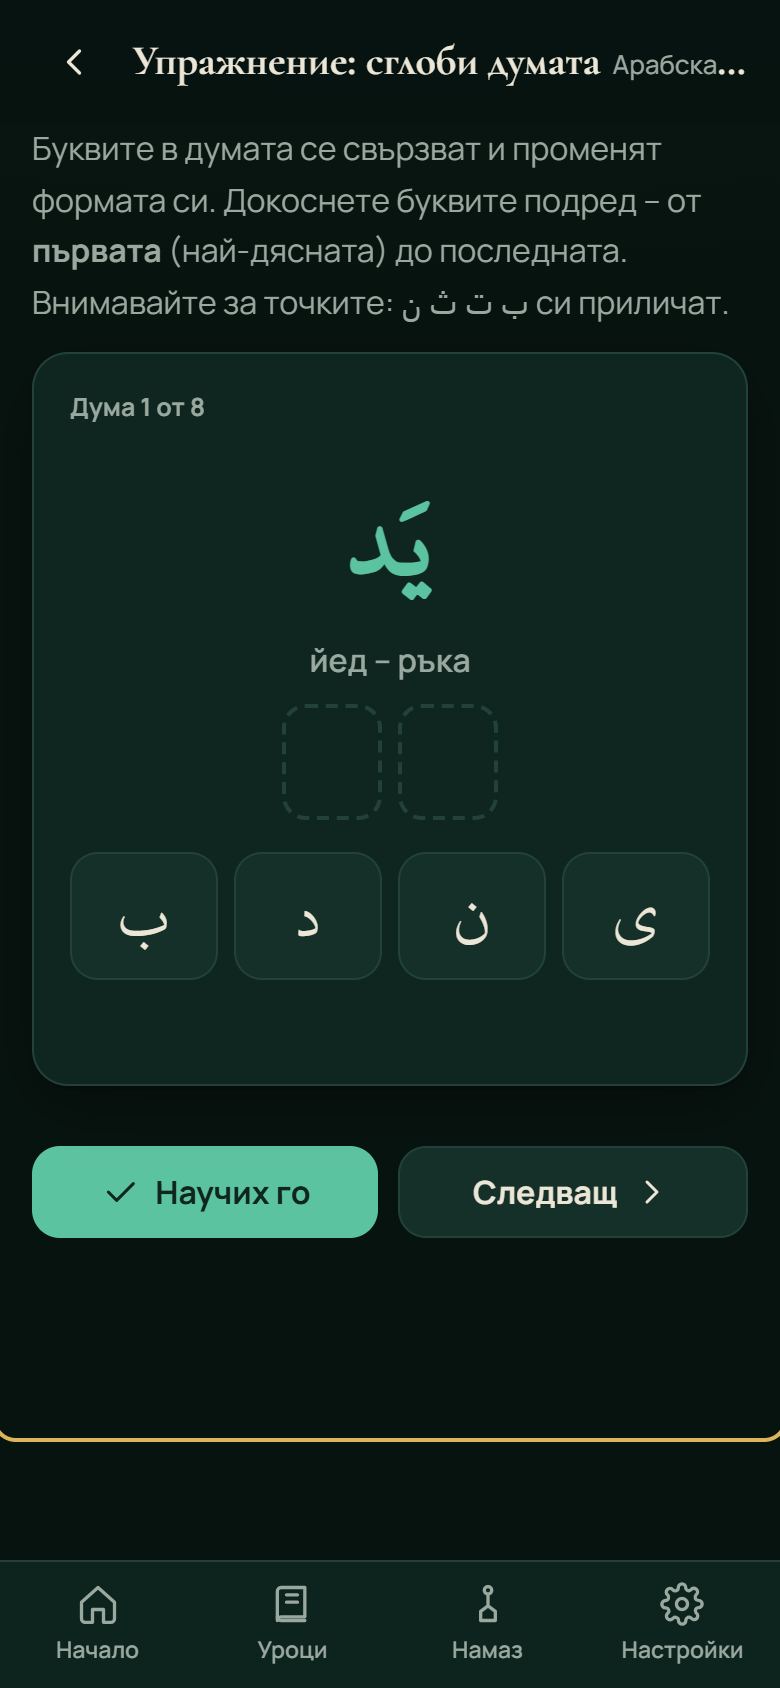 Упражнение: сглоби думата Арабска...
Буквите в думата се свързват и променят
формата си. Докоснете буквите подред – от
първата (най-дясната) до последната.
Внимавайте за точките: ب ت ث ن си приличат.
Дума 1 от 8
يَد
йед – ръка
ب د ن ی
Научих го
Следващ
Начало Уроци Намаз Настройки